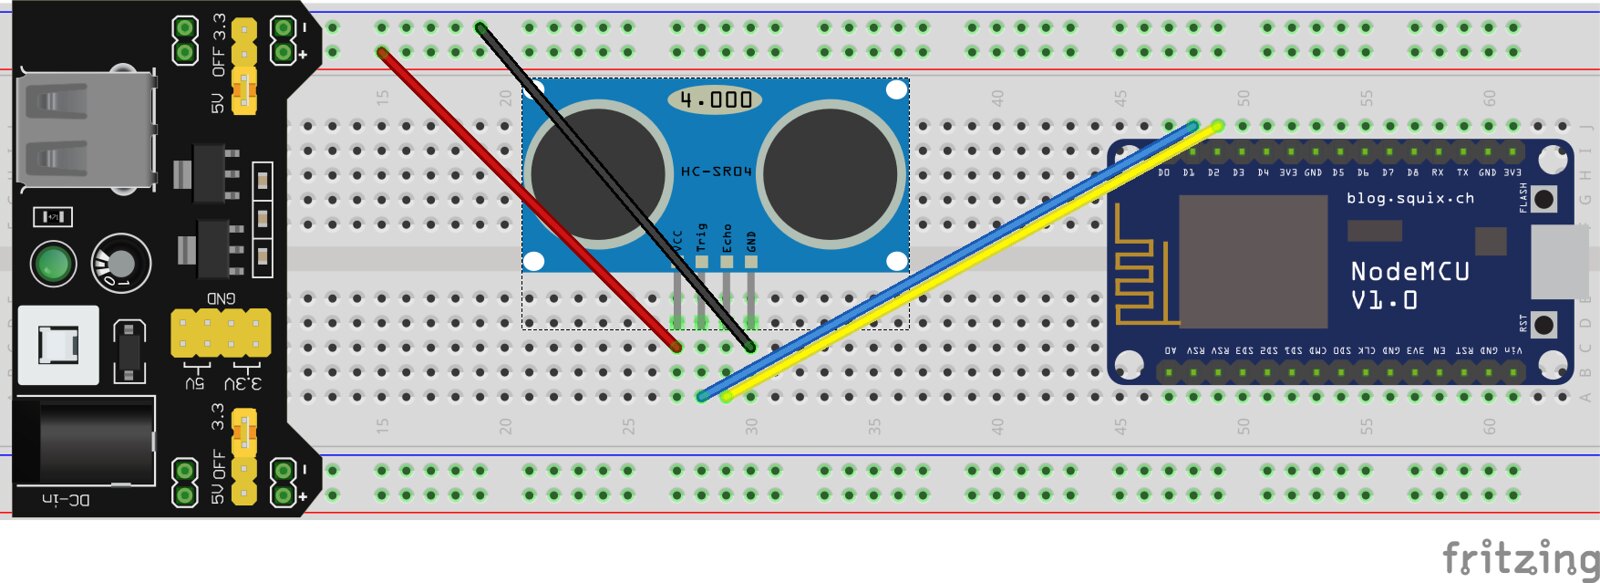 3.3
OFF
5V
-
+
15
20
40
45
50
55
60
4.000
HC-SR04
VCC
Trig
Echo
GND
J
I
H
G
D0 D1 D2 D3 D4 3V3 GND D5 D6 D7 D8 RX TX GND 3V3
blog.squix.ch
FLASH
NodeMCU
V1.0
RST
A0 RSV RSV SD3 SD2 SD1 CMD SD0 CLK GND 3V3 EN RST GND Vin
E
D
C
B
A
01
GND
5V
3.3V
3.3
OFF
5V
-
+
DC-in
15
20
25
30
35
40
45
50
55
60
fritzing